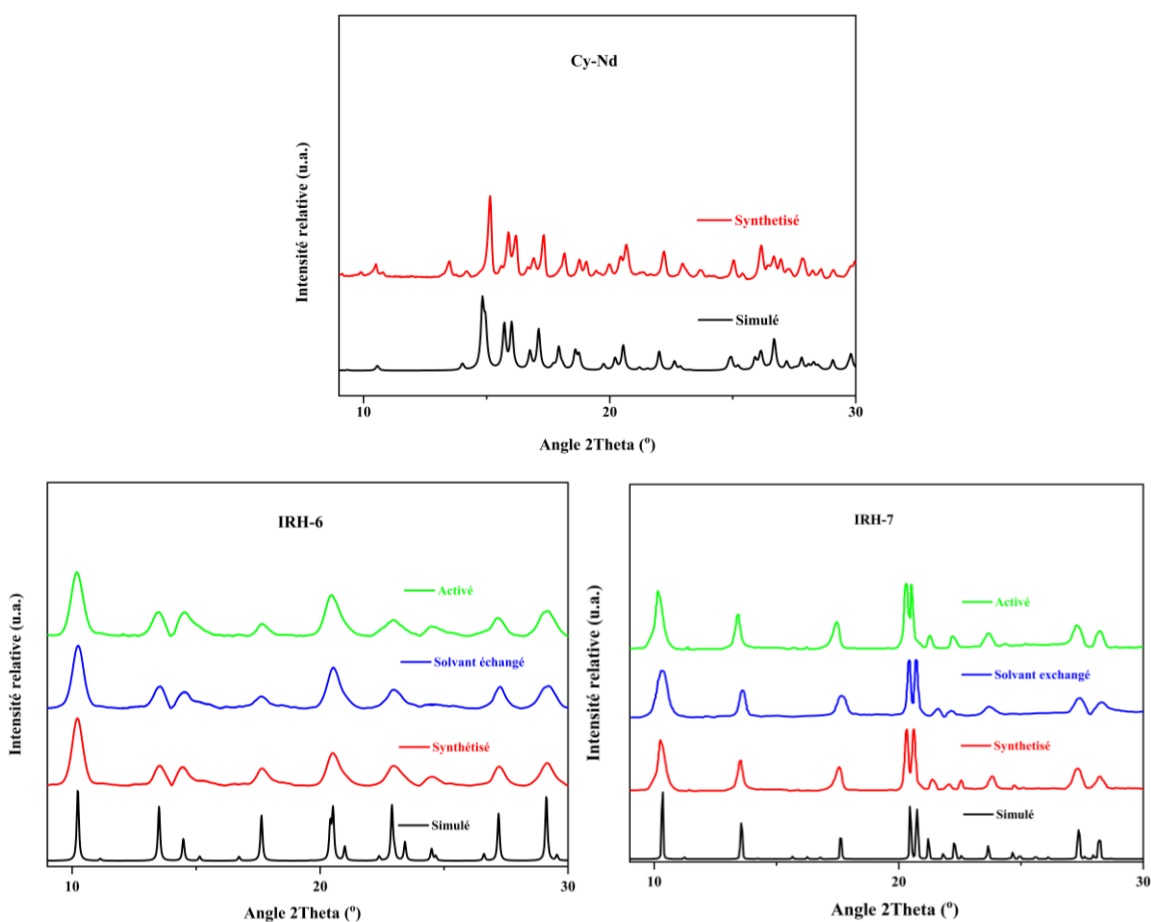 Cy-Nd
Intensité relative (u.a.)
Synthetisé
Simulé
10 20 30
Angle 2Theta (°)
IRH-6
Intensité relative (u.a.)
Activé
Solvant échangé
Synthétisé
Simulé
10 20 30
Angle 2Theta (°)
IRH-7
Intensité relative (u.a.)
Activé
Solvant exchangé
Synthetisé
Simulé
10 20 30
Angle 2Theta (°)